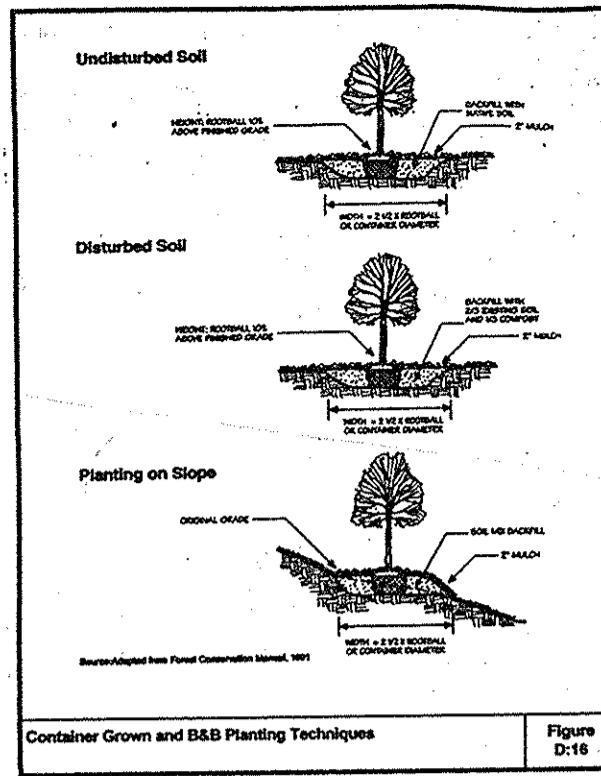 Undisturbed Soil
HEIGHT: ROOTBALL 10%
ABOVE FINISHED GRADE
BACKFILL WITH
NATIVE SOIL
2" MULCH
WIDTH = 2 1/2 X ROOTBALL
OR CONTAINER DIAMETER
Disturbed Soil
HEIGHT: ROOTBALL 10%
ABOVE FINISHED GRADE
BACKFILL WITH
2/3 EXISTING SOIL
AND 1/3 COMPOST
2" MULCH
WIDTH = 2 1/2 X ROOTBALL
OR CONTAINER DIAMETER
Planting on Slope
ORIGINAL GRADE
SOIL MIX BACKFILL
2" MULCH
WIDTH = 2 1/2 X ROOTBALL
OR CONTAINER DIAMETER
Source:Adapted from Forest Conservation Manual, 1991
Container Grown and B&B Planting Techniques
Figure
D:16